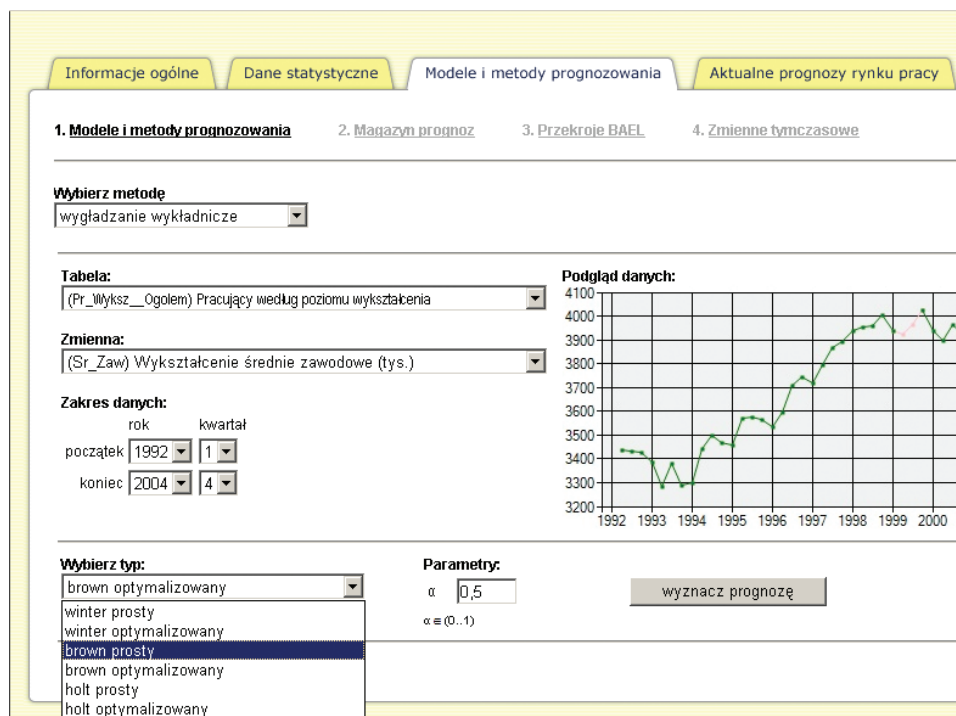 Informacje ogólne Dane statystyczne Modele i metody prognozowania Aktualne prognozy rynku pracy
1. Modele i metody prognozowania 2. Magazyn prognoz 3. Przekroje BAEL 4. Zmienne tymczasowe
Wybierz metodę
wygładzanie wykładnicze
Tabela:
(Pr_Wyksz__Ogolem) Pracujący według poziomu wykształcenia
Zmienna:
(Sr_Zaw) Wykształcenie średnie zawodowe (tys.)
Zakres danych:
rok kwartał
początek 1992 1
koniec 2004 4
Podgląd danych:
4100
4000
3900
3800
3700
3600
3500
3400
3300
3200
1992 1993 1994 1995 1996 1997 1998 1999 2000
Wybierz typ:
brown optymalizowany
winter prosty
winter optymalizowany
brown prosty
brown optymalizowany
holt prosty
holt optymalizowany
Parametry:
α 0,5
α ∈ (0..1)
wyznacz prognozę